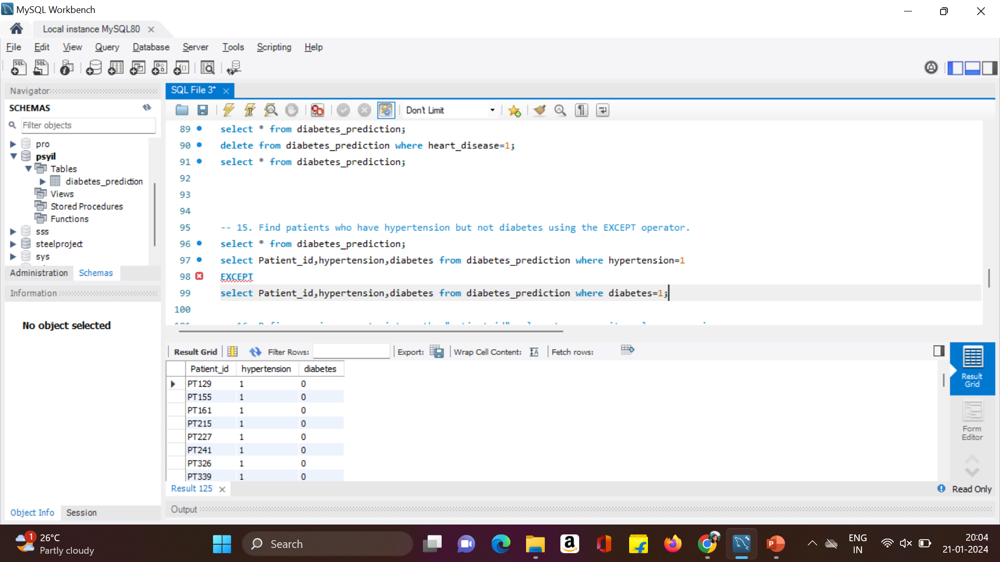 MySQL Workbench
Local instance MySQL80
File Edit View Query Database Server Tools Scripting Help
Navigator
SCHEMAS
Filter objects
pro
psyil
Tables
diabetes_prediction
Views
Stored Procedures
Functions
sss
steelproject
sys
Administration Schemas
Information
No object selected
Object Info Session
SQL File 3*
Don't Limit
89 select * from diabetes_prediction;
90 delete from diabetes_prediction where heart_disease=1;
91 select * from diabetes_prediction;
92
93
94
95 -- 15. Find patients who have hypertension but not diabetes using the EXCEPT operator.
96 select * from diabetes_prediction;
97 select Patient_id,hypertension,diabetes from diabetes_prediction where hypertension=1
98 EXCEPT
99 select Patient_id,hypertension,diabetes from diabetes_prediction where diabetes=1;
100
Result Grid Filter Rows: Export: Wrap Cell Content: Fetch rows:
Patient_id hypertension diabetes
PT129 1 0
PT155 1 0
PT161 1 0
PT215 1 0
PT227 1 0
PT241 1 0
PT326 1 0
PT339 1 0
Result Grid
Form Editor
Result 125
Read Only
Output
1
26°C
Partly cloudy
Search
ENG
IN
20:04
21-01-2024